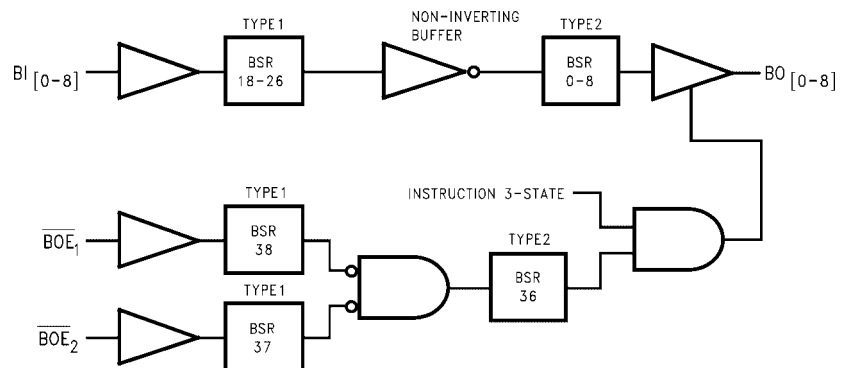 TYPE1
NON-INVERTING
BUFFER
TYPE2
BI [0-8]
BSR
18-26
BSR
0-8
BO [0-8]
TYPE1
INSTRUCTION 3-STATE
BOE1
BSR
38
TYPE2
BSR
36
TYPE1
BOE2
BSR
37